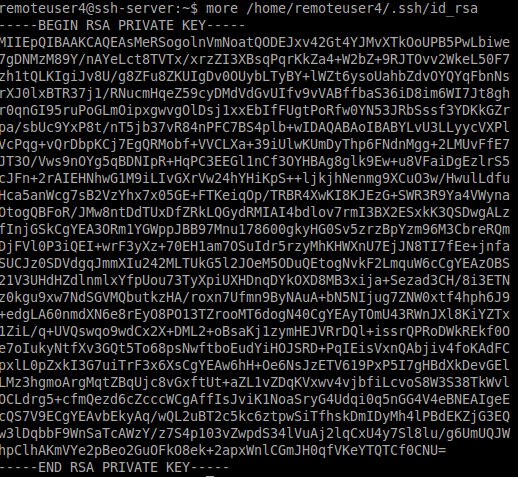 remoteuser4@ssh-server:~$ more /home/remoteuser4/.ssh/id_rsa
-----BEGIN RSA PRIVATE KEY-----
MIIEpQIBAAKCAQEAsMeRSogolnVmNoatQODEJxv42Gt4YJMvXTkOoUPB5PwLbiwe
7gDNMzM89Y/nAYeLct8TVTx/xrzZI3XBsqPqrKkZa4+W2bZ+9RJTOvv2WkeL50F7
zh1tQLKIgiJv8U/g8ZFu8ZKUIgDv0OUybLTyBY+lWZt6ysoUahbZdvOYQYqFbnNs
rXJ0lxBTR37j1/RNucmHqeZ59cyDMdVdGvUIfv9vVABffbaS36iD8im6WI7Jt8gh
r0qnGI95ruPoGLmOipxgwvgOlDsj1xxEbIfFUgtPoRfw0YN53JRbSssf3YDKkGZr
pa/sbUc9YxP8t/nT5jb37vR84nPFC7BS4plb+wIDAQABAoIBABYLvU3LLyycVXPl
VcPqg+vQrDbpKCj7EgQRMobf+VVCLXa+39iUlwKUmDyThp6FNdnMgg+2LMUvFfE7
JT3O/Vws9nOYg5qBDNIpR+HqPC3EEGl1nCf3OYHBAg8glk9Ew+u8VFaiDgEzlrS5
cJFn+2rAIEHNhwG1M9iLIvGXrVw24hYHiKpS++ljkjhNenmg9XCuO3w/HwulLdfu
Hca5anWcg7sB2VzYhx7x05GE+FTKeiqOp/TRBR4XwKI8KJEzG+SWR3R9Ya4VWyna
OtogQBFoR/JMw8ntDdTUxDfZRkLQGydRMIAI4bdlov7rmI3BX2ESxkK3QSDwgALz
fInjGSkCgYEA3ORm1YGWppJBB97Mnu178600gkyHG0Sv5zrzBpYzm96M3CbreRQm
DjFVl0P3iQEI+wrF3yXz+70EH1am7OSuIdr5rzyMhKHWXnU7EjJN8TI7fEe+jnfa
SUCJz0SDVdgqJmmXIu242MLTUkG5l2JOeM5ODuQEtogNvkF2LmquW6cCgYEAzOBS
21V3UHdHZdlnmlxYfpUou73TyXpiUXHDnqDYkOXD8MB3xija+Sezad3CH/8i3ETN
z0kgu9xw7NdSGVMQbutkzHA/roxn7Ufmn9ByNAuA+bN5NIjug7ZNW0xtf4hph6J9
+edgLA60nmdXN6e8rEyO8PO13TZrooMT6dogN40CgYEAyTOmU43RWnJXl8KiYZTx
1ZiL/q+UVQswqo9wdCx2X+DML2+oBsaKj1zymHEJVRrDQl+issrQPRoDWkREkf0O
e7oIukyNtfXv3GQt5To68psNwftboEudYiHOJSRD+PqIEisVxnQAbjiv4foKAdFC
pxlL0pZxkI3G7uiTrF3x6XsCgYEAw6hH+Oe6NsJzETV619PxP5I7gHBdXkDevGEl
LMz3hgmoArgMqtZBqUjc8vGxftUt+aZL1vZDqKVxwv4vjbfiLcvoS8W3S38TkWvl
OCLdrg5+cfmQezd6cZcccWCgAffIsJviK1NoaSryG4Udqi0q5nGG4V4eBNEAIgeE
cQS7V9ECgYEAvbEkyAq/wQL2uBT2c5kc6ztpwSiTfhskDmIDyMh4lPBdEKZjG3EQ
w3lDqbbF9WnSaTcAWzY/z7S4p103vZwpdS34lVuAj2lqCxU4y7Sl8lu/g6UmUQJW
hpClhAKmVYe2pBeo2GuOFkO8ek+2apxWnlCGmJH0qfVKeYTQTCf0CNU=
-----END RSA PRIVATE KEY-----